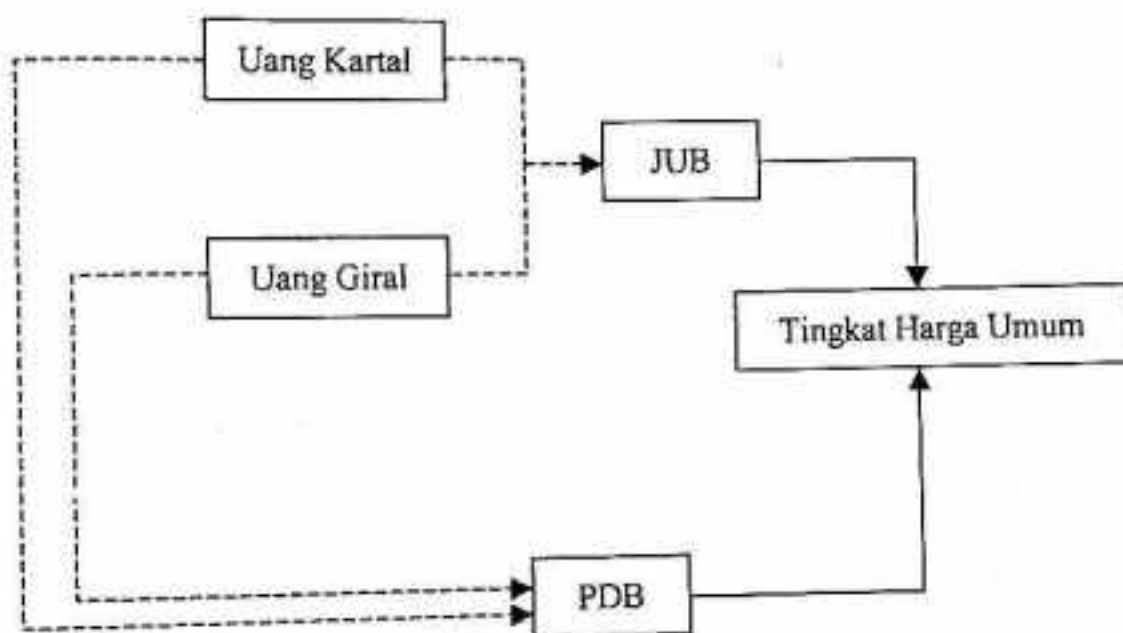 Uang Kartal
JUB
Uang Giral
Tingkat Harga Umum
PDB